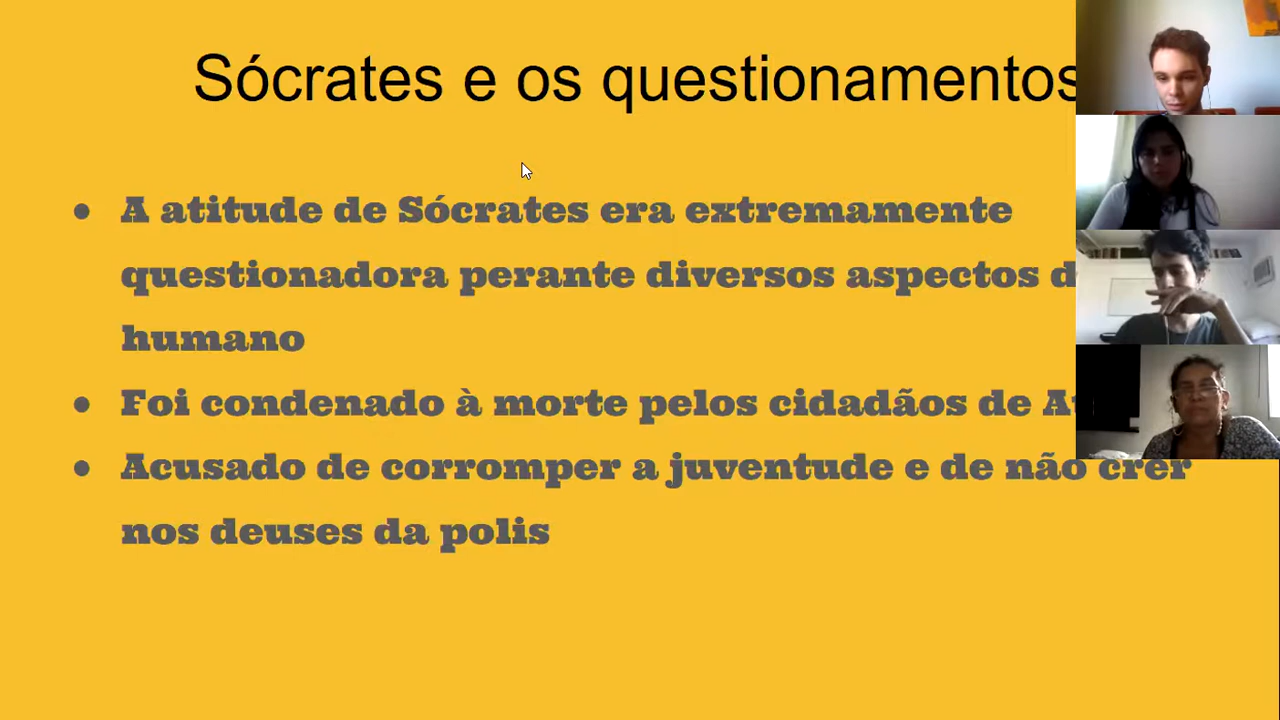 Sócrates e os questionamentos
● A atitude de Sócrates era extremamente
questionadora perante diversos aspectos
humano
● Foi condenado à morte pelos cidadãos de
● Acusado de corromper a juventude e de não crer
nos deuses da polis